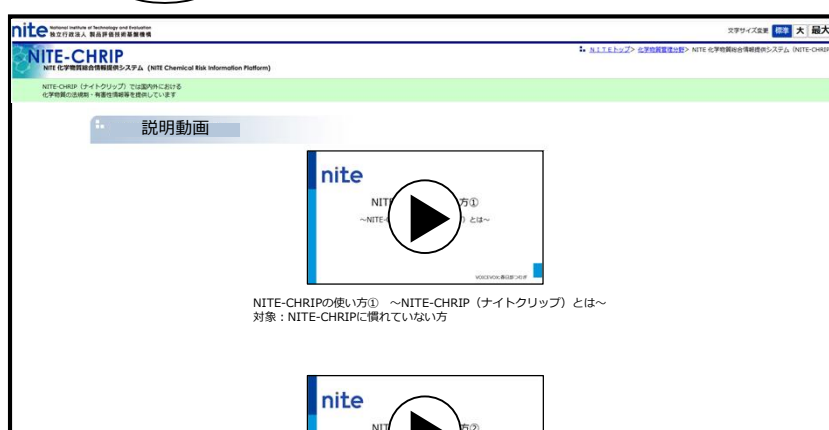 nite National Institute of Technology and Evaluation
独立行政法人 製品評価技術基盤機構
文字サイズ変更 標準 大 最大
NITE-CHRIP
NITE 化学物質総合情報提供システム (NITE Chemical Risk Information Platform)
NITEトップ> 化学物質管理分野> NITE 化学物質総合情報提供システム (NITE-CHRIP
NITE-CHRIP (ナイトクリップ) では国内外における
化学物質の法規制・有害性情報等を提供しています
説明動画
nite
NIT 方①
～NITE- ）とは～
VOICEVOX:春日部つむぎ
NITE-CHRIPの使い方① ～NITE-CHRIP（ナイトクリップ）とは～
対象：NITE-CHRIPに慣れていない方
nite
NIT 方②